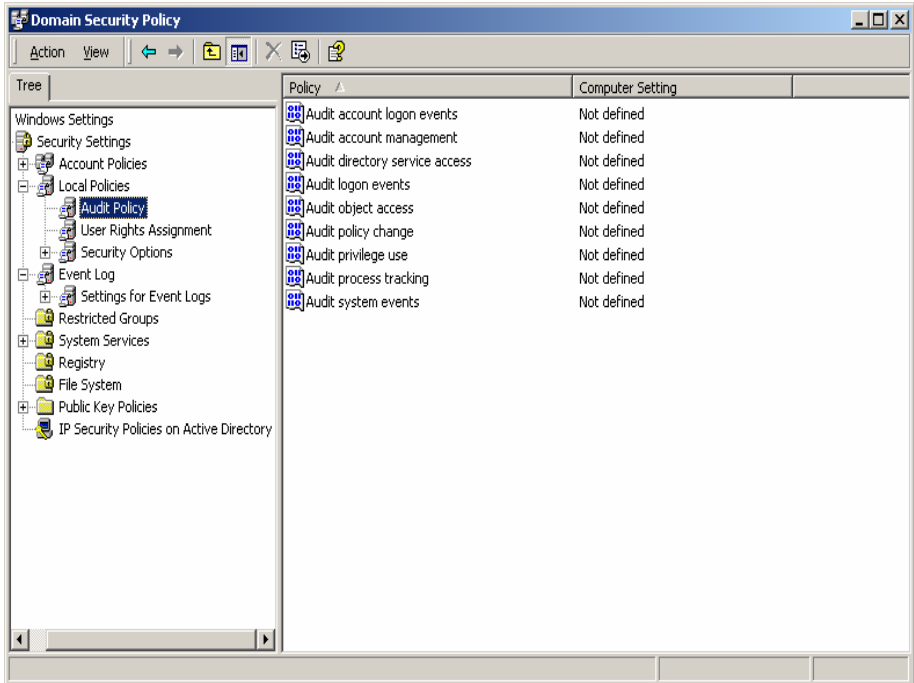 Domain Security Policy
Action View
Tree
Windows Settings
Security Settings
Account Policies
Local Policies
Audit Policy
User Rights Assignment
Security Options
Event Log
Settings for Event Logs
Restricted Groups
System Services
Registry
File System
Public Key Policies
IP Security Policies on Active Directory
Policy Computer Setting
Audit account logon events Not defined
Audit account management Not defined
Audit directory service access Not defined
Audit logon events Not defined
Audit object access Not defined
Audit policy change Not defined
Audit privilege use Not defined
Audit process tracking Not defined
Audit system events Not defined